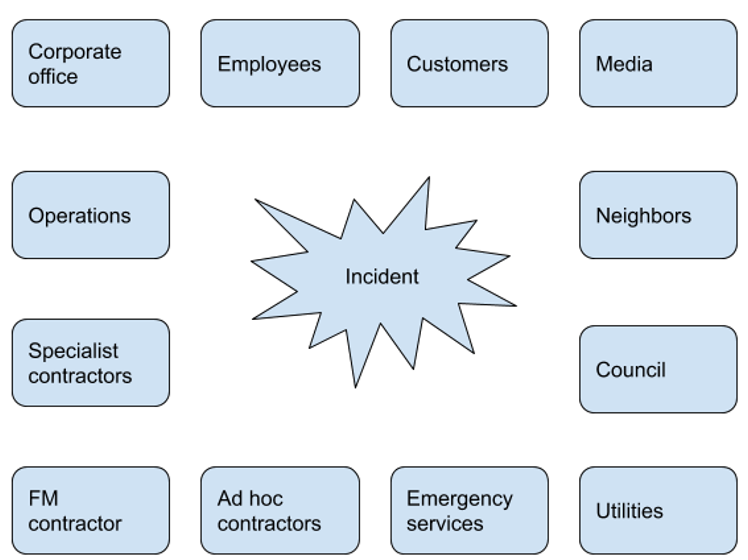 Corporate
office
Employees
Customers
Media
Operations
Neighbors
Incident
Specialist
contractors
Council
FM
contractor
Ad hoc
contractors
Emergency
services
Utilities